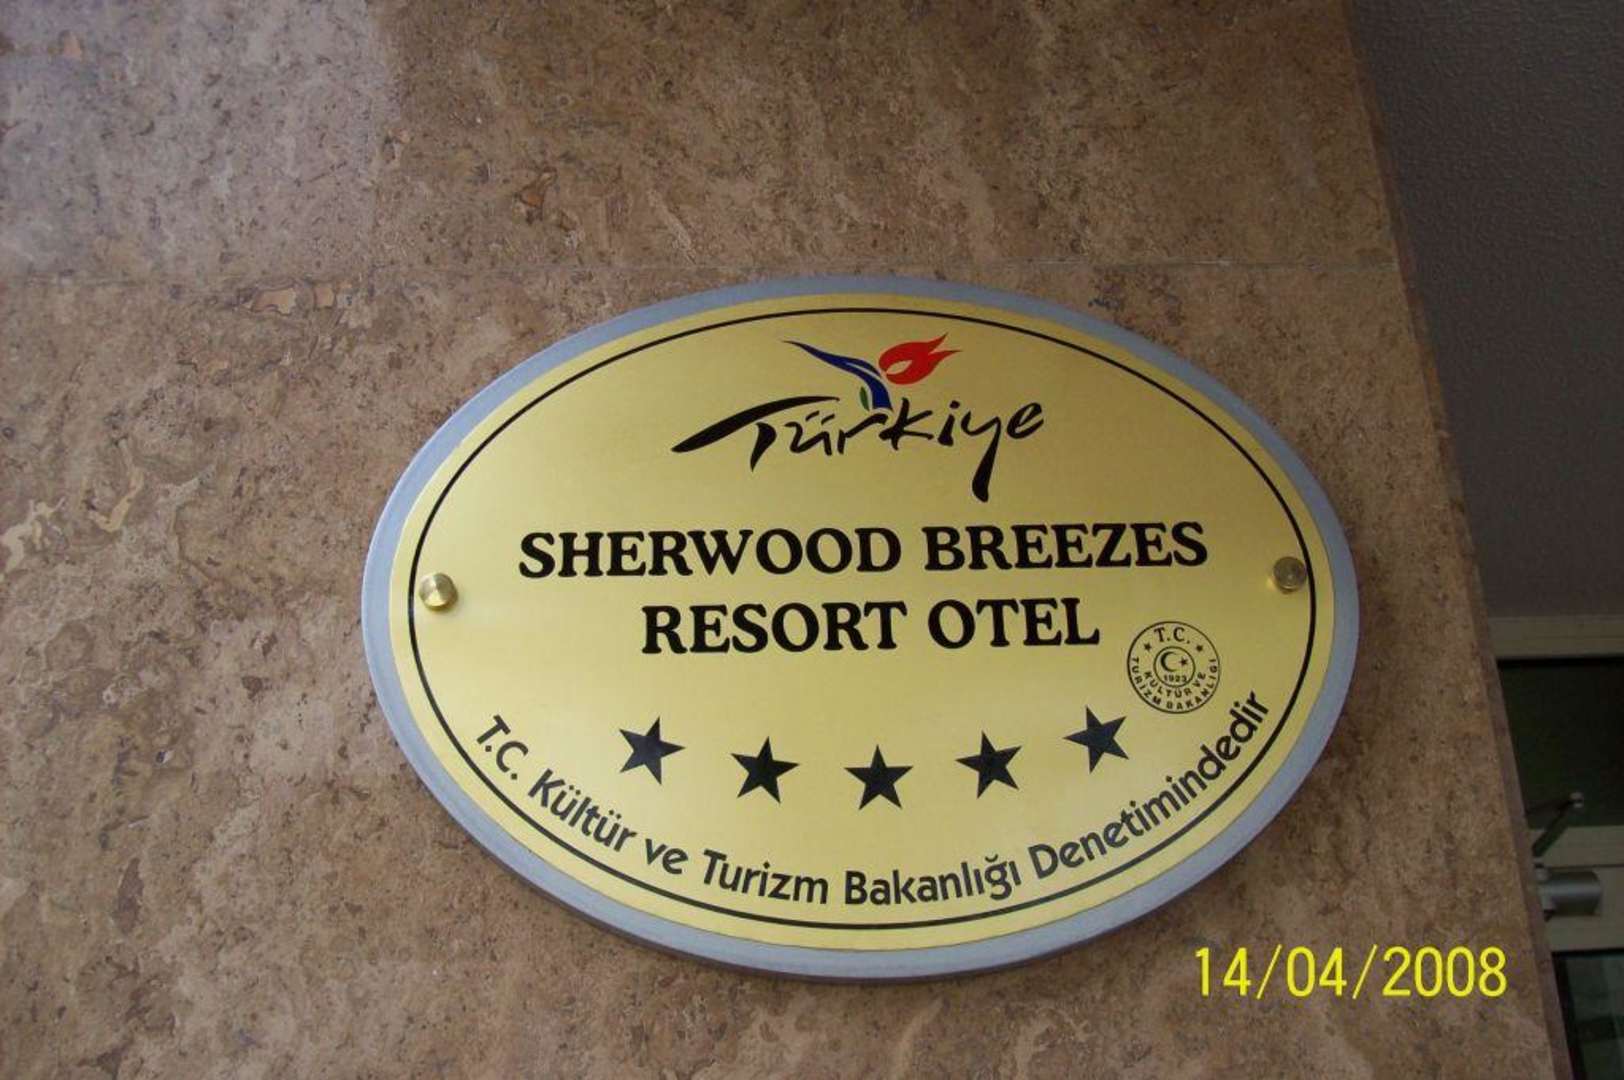 Türkiye
SHERWOOD BREEZES
RESORT OTEL
T.C.
KÜLTÜR VE
TURİZM BAKANLIĞI
1923
T.C. Kültür ve Turizm Bakanlığı Denetimindedir
14/04/2008